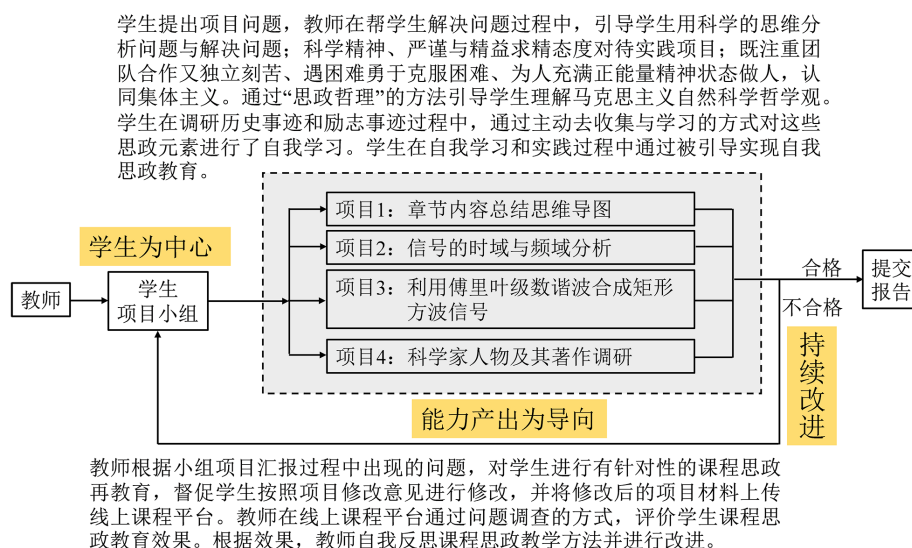 学生提出项目问题，教师在帮学生解决问题过程中，引导学生用科学的思维分
析问题与解决问题；科学精神、严谨与精益求精态度对待实践项目；既注重团
队合作又独立刻苦、遇困难勇于克服困难、为人充满正能量精神状态做人，认
同集体主义。通过“思政哲理”的方法引导学生理解马克思主义自然科学哲学观。
学生在调研历史事迹和励志事迹过程中，通过主动去收集与学习的方式对这些
思政元素进行了自我学习。学生在自我学习和实践过程中通过被引导实现自我
思政教育。
学生为中心
教师
学生
项目小组
项目1：章节内容总结思维导图
项目2：信号的时域与频域分析
项目3：利用傅里叶级数谐波合成矩形
方波信号
项目4：科学家人物及其著作调研
合格
不合格
提交
报告
持续改进
能力产出为导向
教师根据小组项目汇报过程中出现的问题，对学生进行有针对性的课程思政
再教育，督促学生按照项目修改意见进行修改，并将修改后的项目材料上传
线上课程平台。教师在线上课程平台通过问题调查的方式，评价学生课程思
政教育效果。根据效果，教师自我反思课程思政教学方法并进行改进。